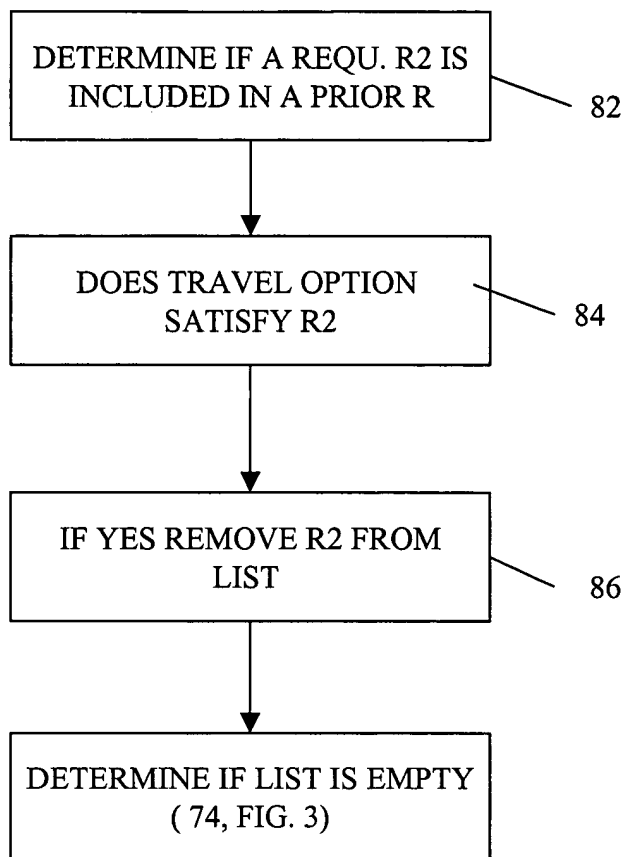 DETERMINE IF A REQU. R2 IS
INCLUDED IN A PRIOR R
82
DOES TRAVEL OPTION
SATISFY R2
84
IF YES REMOVE R2 FROM
LIST
86
DETERMINE IF LIST IS EMPTY
( 74, FIG. 3)